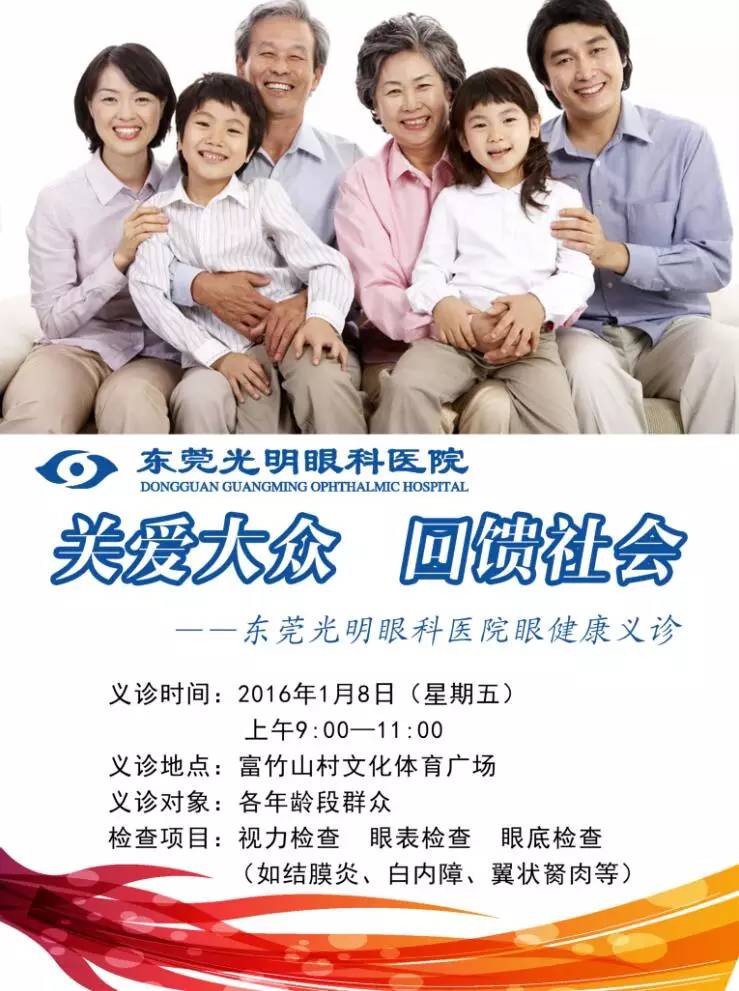 东莞光明眼科医院
DONGGUAN GUANGMING OPHTHALMIC HOSPITAL
关爱大众 回馈社会
——东莞光明眼科医院眼健康义诊
义诊时间：2016年1月8日（星期五）
上午9:00—11:00
义诊地点：富竹山村文化体育广场
义诊对象：各年龄段群众
检查项目：视力检查 眼表检查 眼底检查
（如结膜炎、白内障、翼状胬肉等）